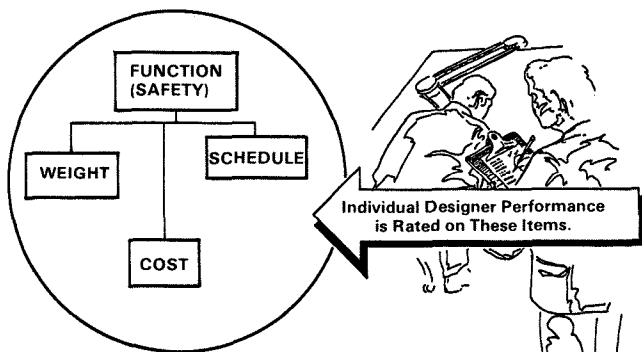 FUNCTION
(SAFETY)
WEIGHT
SCHEDULE
COST
Individual Designer Performance
is Rated on These Items.